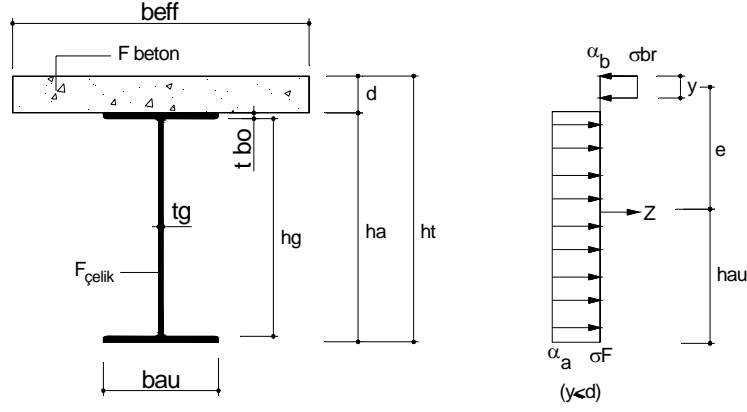 beff
F beton
d
t bo
tg
hg
ha
ht
Fçelik
bau
αb
σbr
y
e
Z
hau
αa
σF
(y<d)